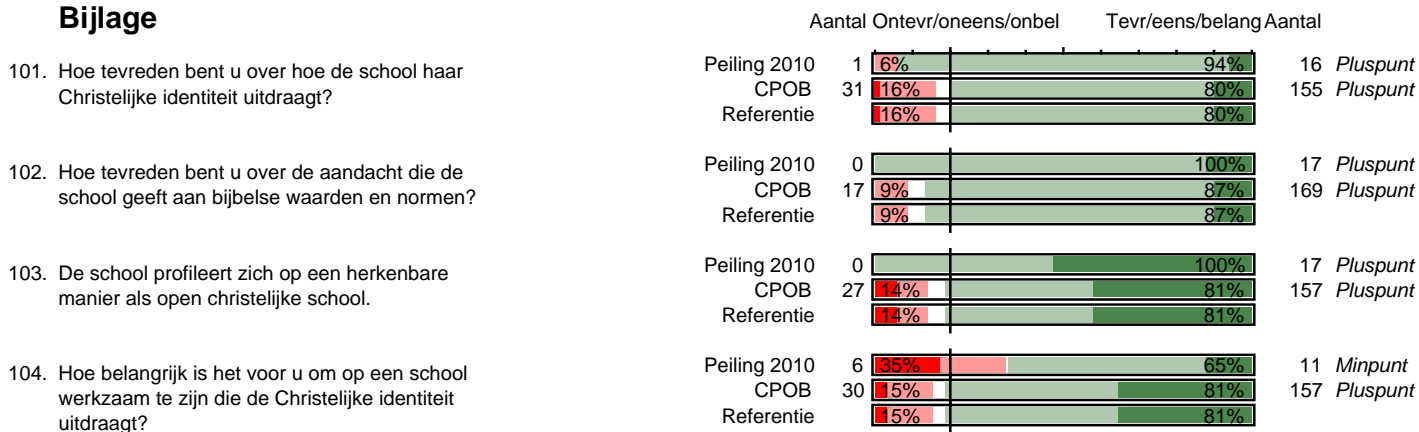 Bijlage
Aantal Ontevr/oneens/onbel Tevr/eens/belang Aantal
101. Hoe tevreden bent u over hoe de school haar
Christelijke identiteit uitdraagt?
Peiling 2010 1 6% 94% 16 Pluspunt
CPOB 31 16% 80% 155 Pluspunt
Referentie 16% 80%
102. Hoe tevreden bent u over de aandacht die de
school geeft aan bijbelse waarden en normen?
Peiling 2010 0 100% 17 Pluspunt
CPOB 17 9% 87% 169 Pluspunt
Referentie 9% 87%
103. De school profileert zich op een herkenbare
manier als open christelijke school.
Peiling 2010 0 100% 17 Pluspunt
CPOB 27 14% 81% 157 Pluspunt
Referentie 14% 81%
104. Hoe belangrijk is het voor u om op een school
werkzaam te zijn die de Christelijke identiteit
uitdraagt?
Peiling 2010 6 35% 65% 11 Minpunt
CPOB 30 15% 81% 157 Pluspunt
Referentie 15% 81%